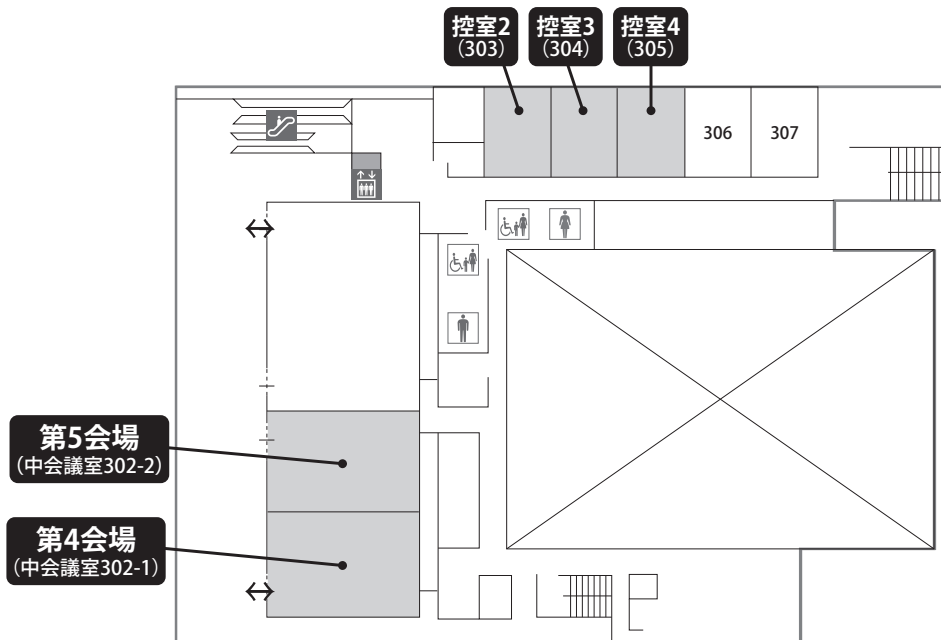 控室2
(303)
控室3
(304)
控室4
(305)
306
307
第5会場
(中会議室302-2)
第4会場
(中会議室302-1)